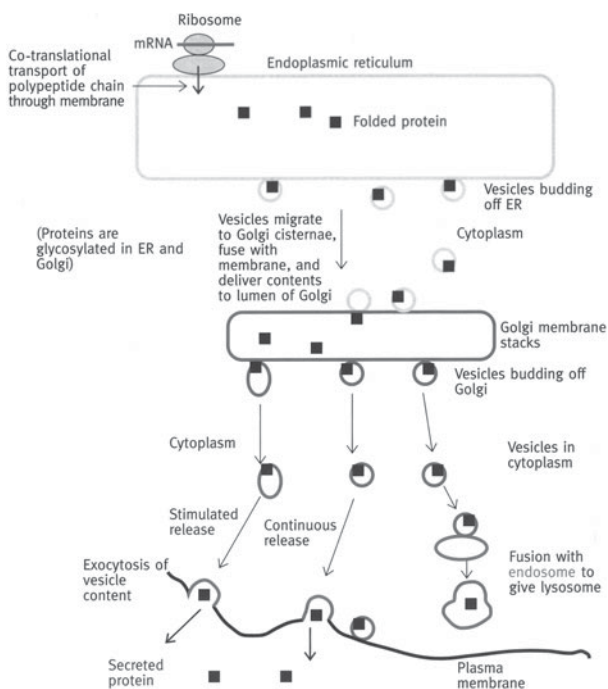 Ribosome
mRNA
Co-translational
transport of
polypeptide chain
through membrane
Endoplasmic reticulum
Folded protein
Vesicles budding
off ER
(Proteins are
glycosylated in ER and
Golgi)
Vesicles migrate
to Golgi cisternae,
fuse with
membrane, and
deliver contents
to lumen of Golgi
Cytoplasm
Golgi membrane
stacks
Vesicles budding off
Golgi
Cytoplasm
Vesicles in
cytoplasm
Stimulated
release
Continuous
release
Exocytosis of
vesicle
content
Fusion with
endosome to
give lysosome
Secreted
protein
Plasma
membrane